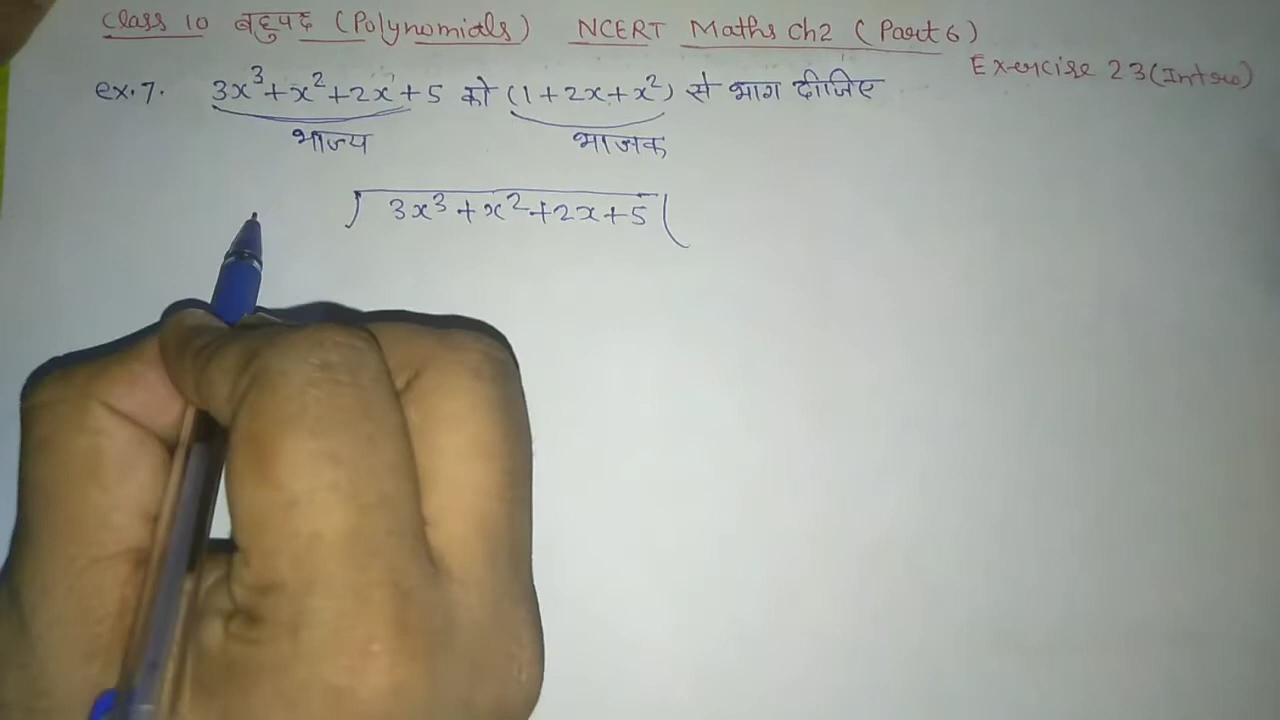 Class 10 बहुपद (Polynomials) NCERT Maths Ch2 (Part 6)
Exercise 2 3 (Intro)
ex.7. 3x³+x²+2x+5 को (1+2x+x²) से भाग दीजिए
भाज्य भाजक
3x³+x²+2x+5